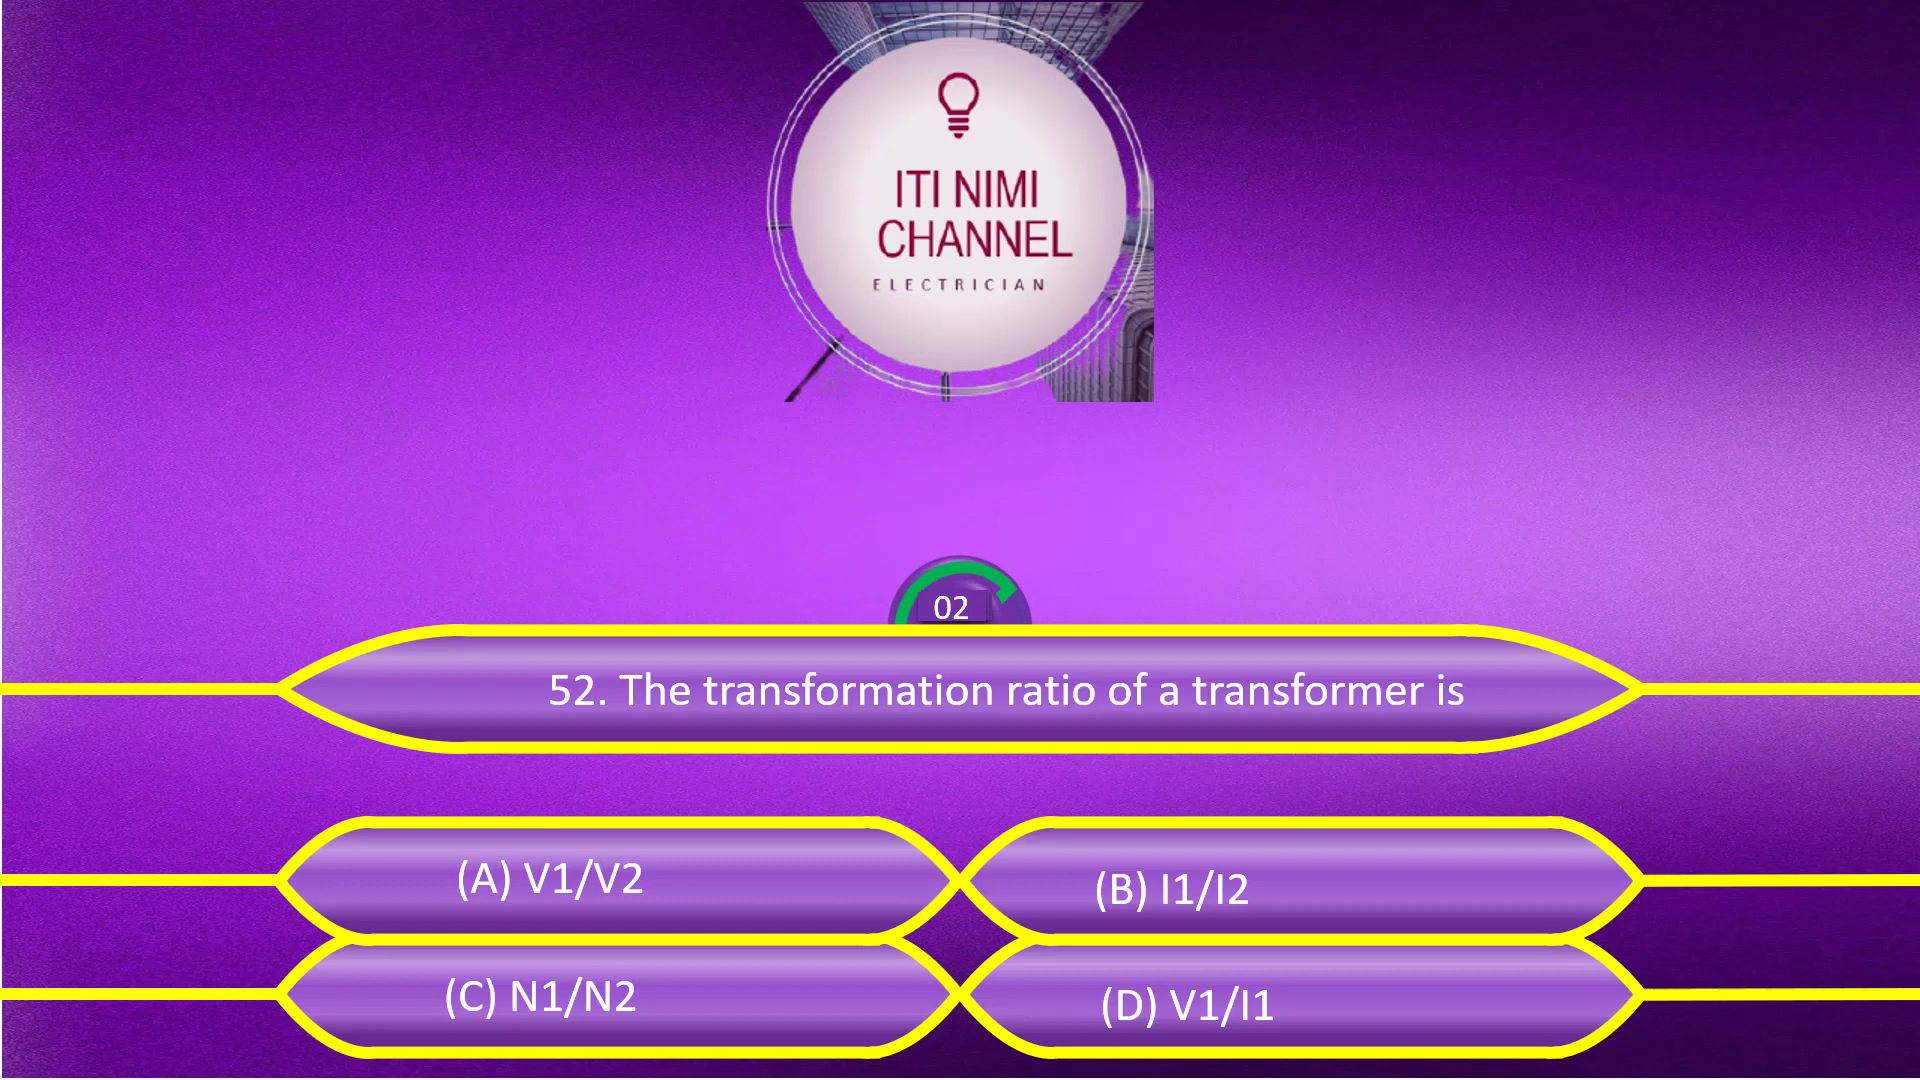 ITI NIMI
CHANNEL
ELECTRICIAN
02
52. The transformation ratio of a transformer is
(A) V1/V2
(B) I1/I2
(C) N1/N2
(D) V1/I1